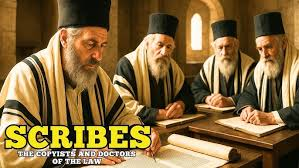 SCRIBES
THE COPYISTS AND DOCTORS
OF THE LAW